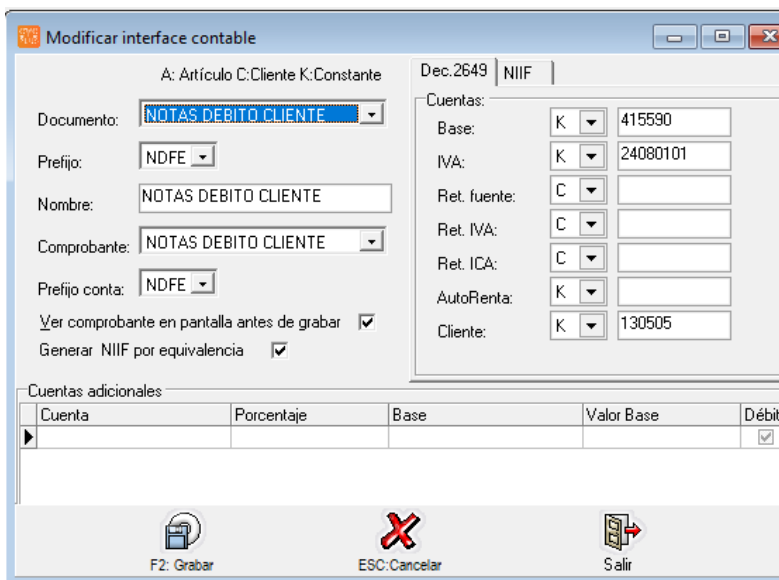 Modificar interface contable
A: Artículo C:Cliente K:Constante
Documento: NOTAS DEBITO CLIENTE
Prefijo: NDFE
Nombre: NOTAS DEBITO CLIENTE
Comprobante: NOTAS DEBITO CLIENTE
Prefijo conta: NDFE
Ver comprobante en pantalla antes de grabar
Generar NIIF por equivalencia
Dec.2649 NIIF
Cuentas:
Base: K 415590
IVA: K 24080101
Ret. fuente: C
Ret. IVA: C
Ret. ICA: C
AutoRenta: K
Cliente: K 130505
Cuentas adicionales
Cuenta Porcentaje Base Valor Base Débit
F2: Grabar ESC:Cancelar Salir